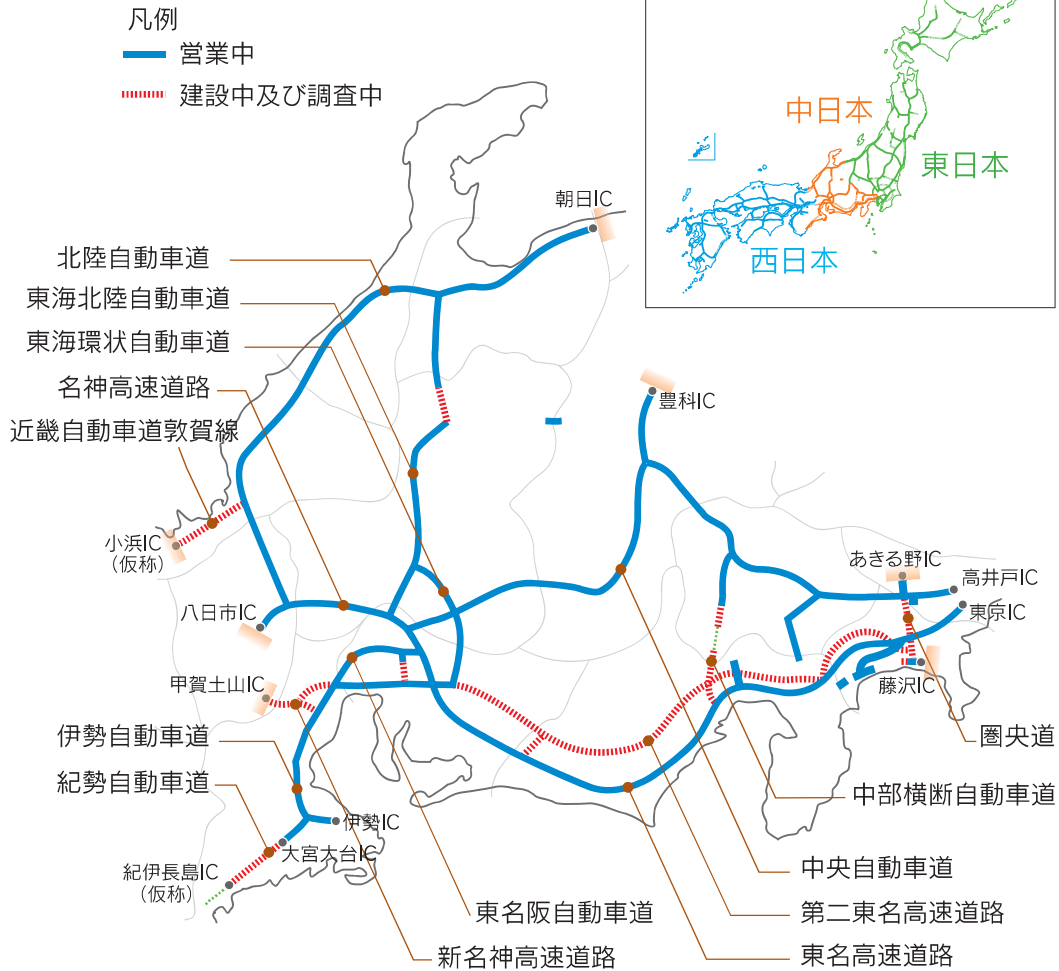 凡例
営業中
建設中及び調査中
中日本
東日本
西日本
朝日IC
北陸自動車道
東海北陸自動車道
東海環状自動車道
名神高速道路
近畿自動車道敦賀線
豊科IC
小浜IC
(仮称)
あきる野IC
高井戸IC
東京IC
八日市IC
甲賀土山IC
藤沢IC
伊勢自動車道
圏央道
紀勢自動車道
中部横断自動車道
伊勢IC
大宮大台IC
紀伊長島IC
(仮称)
中央自動車道
東名阪自動車道
第二東名高速道路
新名神高速道路
東名高速道路